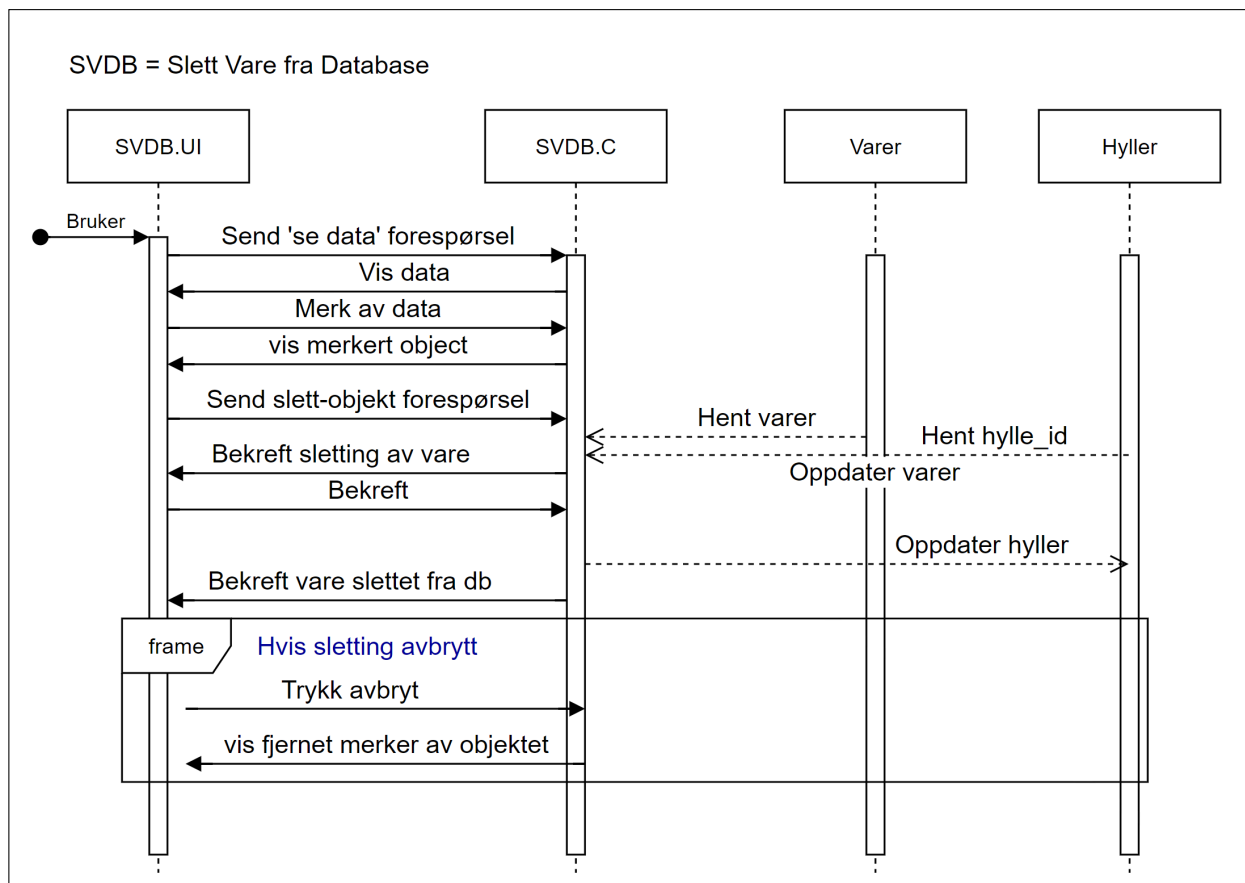 SVDB = Slett Vare fra Database
SVDB.UI
SVDB.C
Varer
Hyller
Bruker
Send 'se data' forespørsel
Vis data
Merk av data
vis merkert object
Send slett-objekt forespørsel
Hent varer
Hent hylle_id
Bekreft sletting av vare
Oppdater varer
Bekreft
Oppdater hyller
Bekreft vare slettet fra db
frame
Hvis sletting avbrytt
Trykk avbryt
vis fjernet merker av objektet